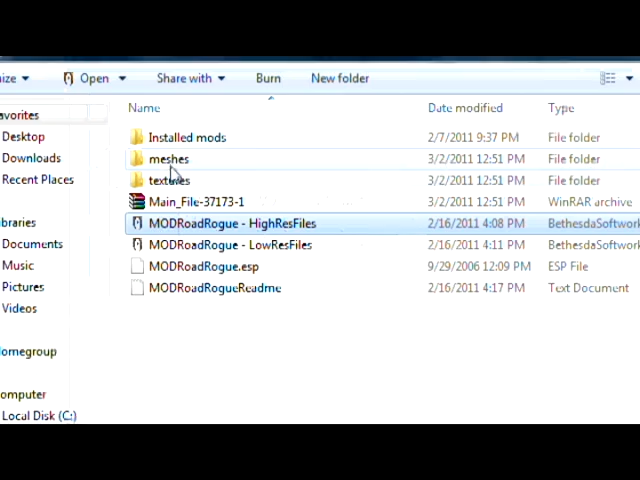 ize Open Share with Burn New folder
Name Date modified Type
avorites
Desktop
Downloads
Recent Places
ibraries
Documents
Music
Pictures
Videos
omegroup
omputer
Local Disk (C:)
Installed mods 2/7/2011 9:37 PM File folder
meshes 3/2/2011 12:51 PM File folder
textures 3/2/2011 12:51 PM File folder
Main_File-37173-1 3/2/2011 12:51 PM WinRAR archive
MODRoadRogue - HighResFiles 2/16/2011 4:08 PM BethesdaSoftwork
MODRoadRogue - LowResFiles 2/16/2011 4:11 PM BethesdaSoftwork
MODRoadRogue.esp 9/29/2006 12:09 PM ESP File
MODRoadRogueReadme 2/16/2011 4:17 PM Text Document